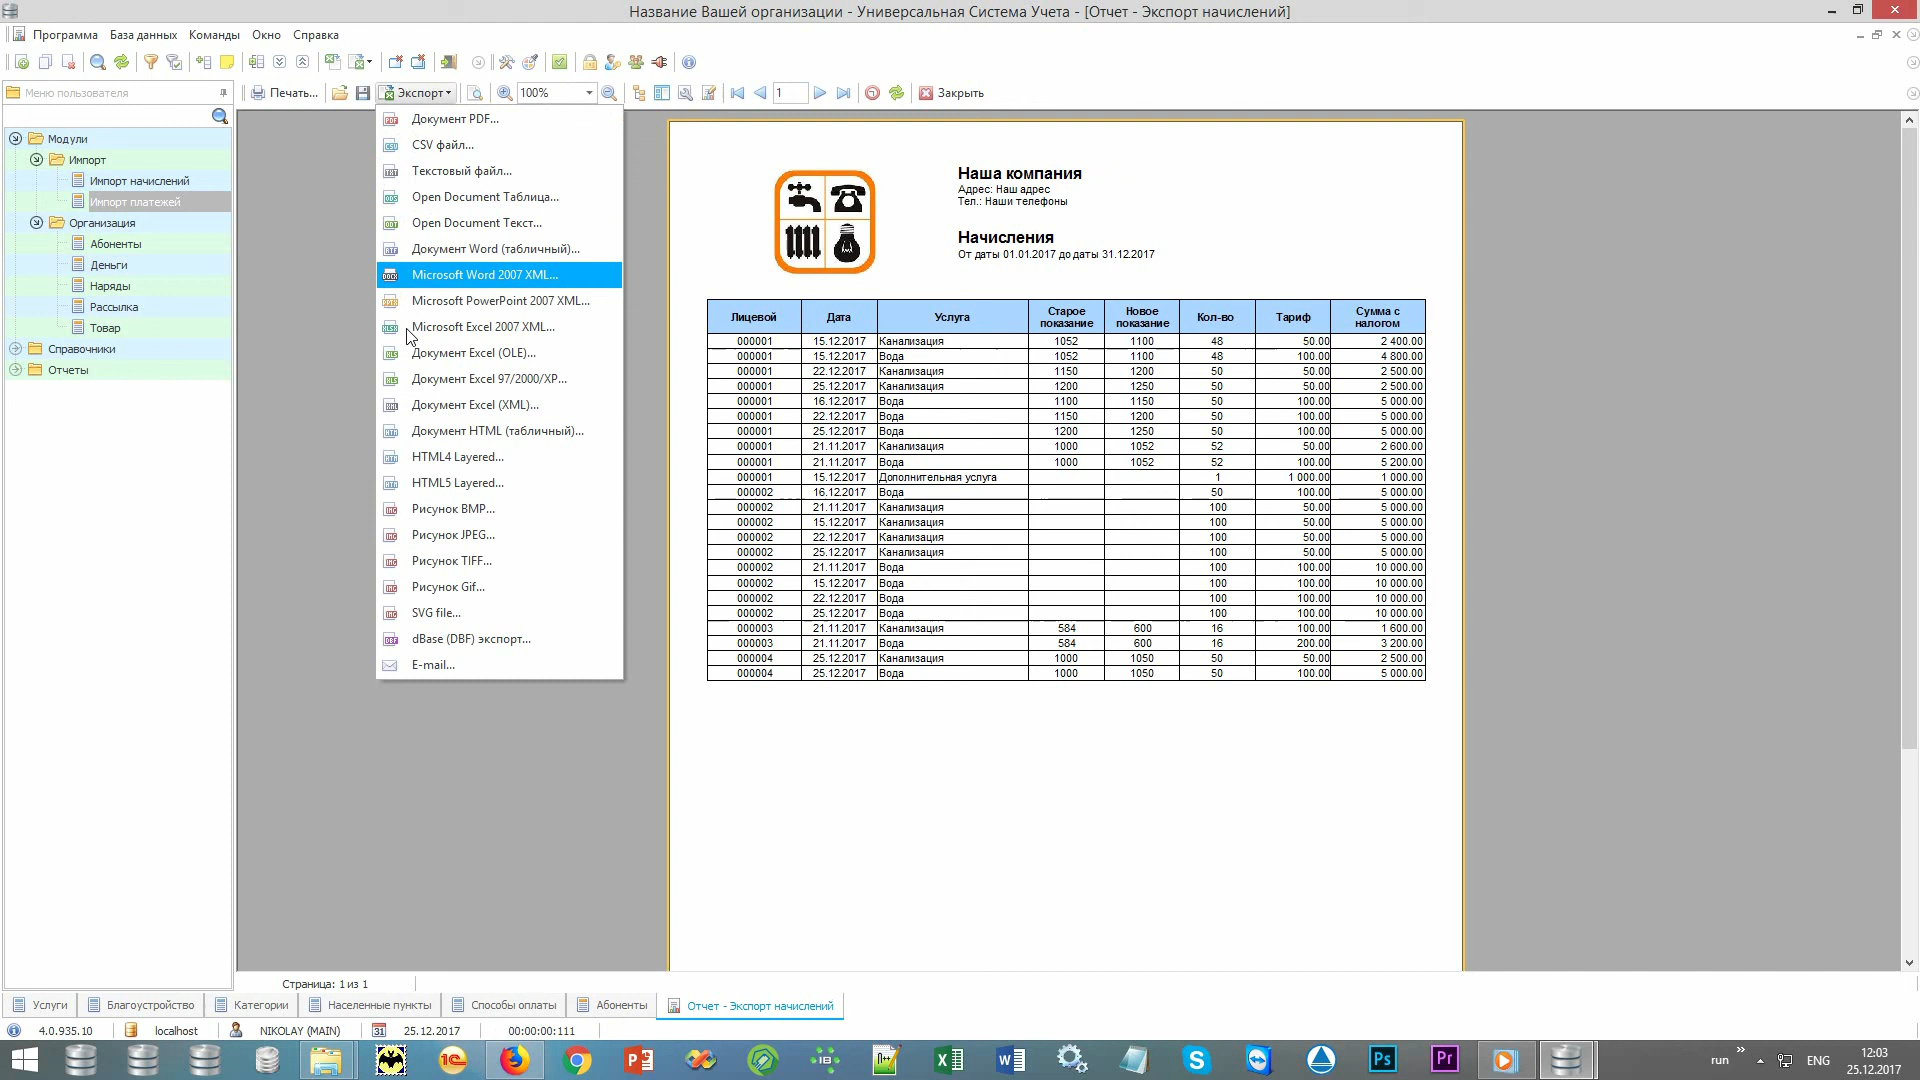 Название Вашей организации - Универсальная Система Учета - [Отчет - Экспорт начислений]
Программа База данных Команды Окно Справка
Меню пользователя
Печать... Экспорт 100% 1 Закрыть
Модули
Импорт
Импорт начислений
Импорт платежей
Организация
Абоненты
Деньги
Наряды
Рассылка
Товар
Справочники
Отчеты
Документ PDF...
CSV файл...
Текстовый файл...
Open Document Таблица...
Open Document Текст...
Документ Word (табличный)...
Microsoft Word 2007 XML...
Microsoft PowerPoint 2007 XML...
Microsoft Excel 2007 XML...
Документ Excel (OLE)...
Документ Excel 97/2000/XP...
Документ Excel (XML)...
Документ HTML (табличный)...
HTML4 Layered...
HTML5 Layered...
Рисунок BMP...
Рисунок JPEG...
Рисунок TIFF...
Рисунок Gif...
SVG file...
dBase (DBF) экспорт...
E-mail...
Наша компания
Адрес: Наш адрес
Тел.: Наши телефоны
Начисления
От даты 01.01.2017 до даты 31.12.2017
Лицевой Дата Услуга Старое показание Новое показание Кол-во Тариф Сумма с налогом
000001 15.12.2017 Канализация 1052 1100 48 50.00 2 400.00
000001 15.12.2017 Вода 1052 1100 48 100.00 4 800.00
000001 22.12.2017 Канализация 1150 1200 50 50.00 2 500.00
000001 25.12.2017 Канализация 1200 1250 50 50.00 2 500.00
000001 16.12.2017 Вода 1100 1150 50 100.00 5 000.00
000001 22.12.2017 Вода 1150 1200 50 100.00 5 000.00
000001 25.12.2017 Вода 1200 1250 50 100.00 5 000.00
000001 21.11.2017 Канализация 1000 1052 52 50.00 2 600.00
000001 21.11.2017 Вода 1000 1052 52 100.00 5 200.00
000001 15.12.2017 Дополнительная услуга 1 1 000.00 1 000.00
000002 16.12.2017 Вода 50 100.00 5 000.00
000002 21.11.2017 Канализация 100 50.00 5 000.00
000002 15.12.2017 Канализация 100 50.00 5 000.00
000002 22.12.2017 Канализация 100 50.00 5 000.00
000002 25.12.2017 Канализация 100 50.00 5 000.00
000002 21.11.2017 Вода 100 100.00 10 000.00
000002 15.12.2017 Вода 100 100.00 10 000.00
000002 22.12.2017 Вода 100 100.00 10 000.00
000002 25.12.2017 Вода 100 100.00 10 000.00
000003 21.11.2017 Канализация 584 600 16 100.00 1 600.00
000003 21.11.2017 Вода 584 600 16 200.00 3 200.00
000004 25.12.2017 Канализация 1000 1050 50 50.00 2 500.00
000004 25.12.2017 Вода 1000 1050 50 100.00 5 000.00
Страница: 1 из 1
Услуги Благоустройство Категории Населенные пункты Способы оплаты Абоненты Отчет - Экспорт начислений
4.0.935.10 localhost NIKOLAY (MAIN) 31 25.12.2017 00:00:00:111
run ENG 12:03
25.12.2017